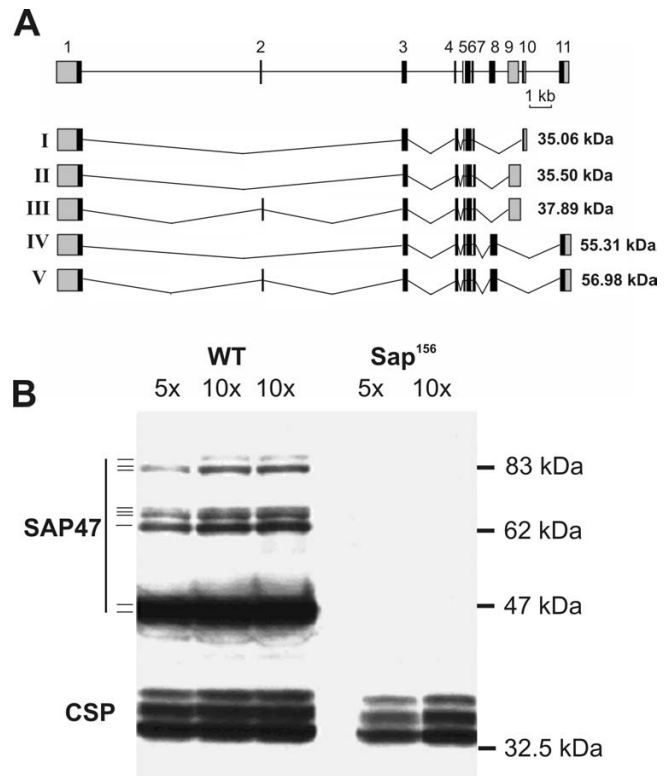 A
1 2 3 4 5 6 7 8 9 10 11
1 kb
I 35.06 kDa
II 35.50 kDa
III 37.89 kDa
IV 55.31 kDa
V 56.98 kDa
B
WT Sap¹⁵⁶
5x 10x 10x 5x 10x
83 kDa
SAP47
62 kDa
47 kDa
CSP
32.5 kDa